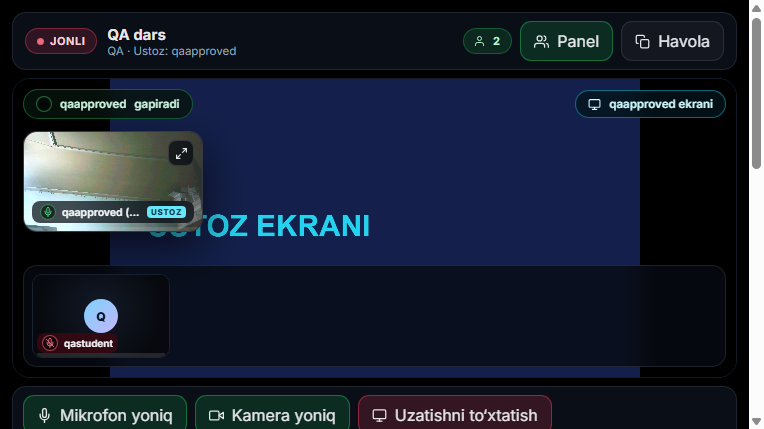 JONLI
QA dars
QA · Ustoz: qaapproved
2
Panel
Havola
qaapproved gapiradi
qaapproved ekrani
qaapproved (...
USTOZ
USTOZ EKRANI
Q
qastudent
Mikrofon yoniq
Kamera yoniq
Uzatishni to‘xtatish